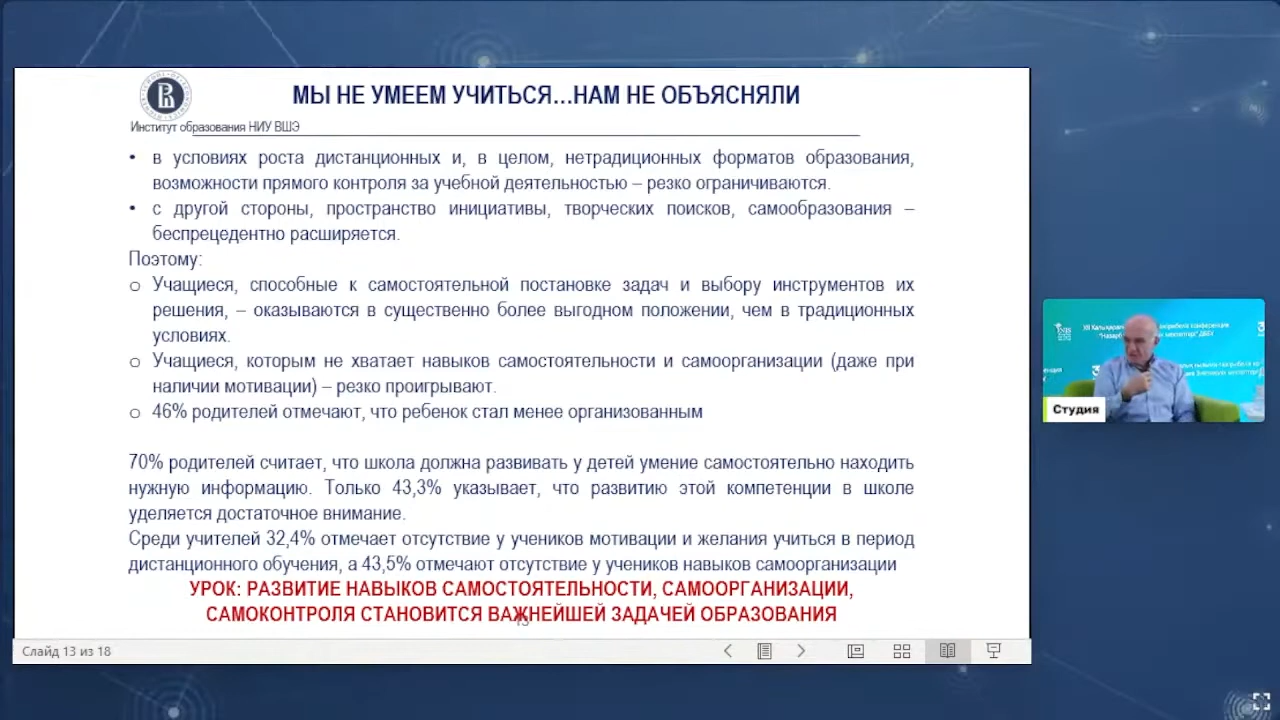 МЫ НЕ УМЕЕМ УЧИТЬСЯ...НАМ НЕ ОБЪЯСНЯЛИ
Институт образования НИУ ВШЭ
• в условиях роста дистанционных и, в целом, нетрадиционных форматов образования,
возможности прямого контроля за учебной деятельностью – резко ограничиваются.
• с другой стороны, пространство инициативы, творческих поисков, самообразования –
беспрецедентно расширяется.
Поэтому:
o Учащиеся, способные к самостоятельной постановке задач и выбору инструментов их
решения, – оказываются в существенно более выгодном положении, чем в традиционных
условиях.
o Учащиеся, которым не хватает навыков самостоятельности и самоорганизации (даже при
наличии мотивации) – резко проигрывают.
o 46% родителей отмечают, что ребенок стал менее организованным
70% родителей считает, что школа должна развивать у детей умение самостоятельно находить
нужную информацию. Только 43,3% указывает, что развитию этой компетенции в школе
уделяется достаточное внимание.
Среди учителей 32,4% отмечает отсутствие у учеников мотивации и желания учиться в период
дистанционного обучения, а 43,5% отмечают отсутствие у учеников навыков самоорганизации
УРОК: РАЗВИТИЕ НАВЫКОВ САМОСТОЯТЕЛЬНОСТИ, САМООРГАНИЗАЦИИ,
САМОКОНТРОЛЯ СТАНОВИТСЯ ВАЖНЕЙШЕЙ ЗАДАЧЕЙ ОБРАЗОВАНИЯ
13
Слайд 13 из 18
NIS
Студия